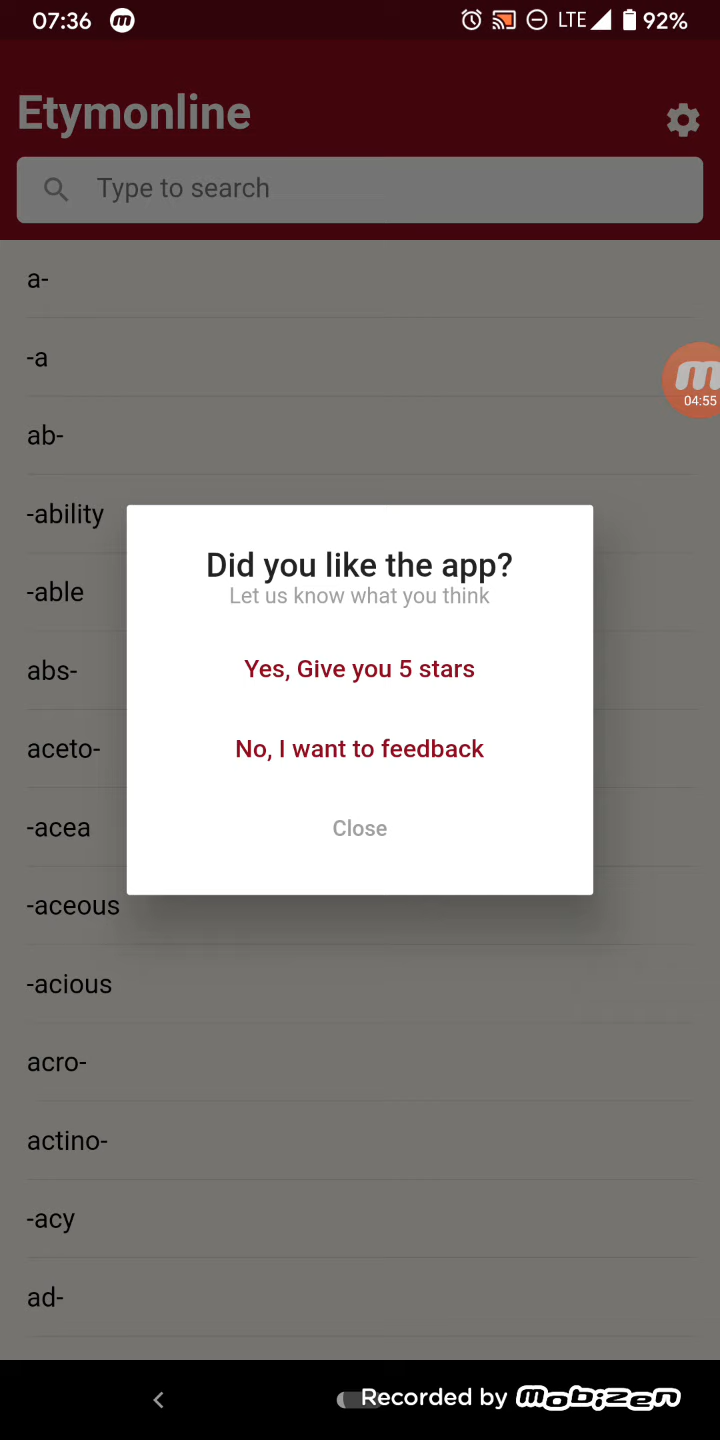 07:36 m LTE 92%
Etymonline
Type to search
a-
-a
m
04:55
ab-
-ability
-able
abs-
aceto-
-acea
-aceous
-acious
acro-
actino-
-acy
ad-
Did you like the app?
Let us know what you think
Yes, Give you 5 stars
No, I want to feedback
Close
Recorded by mobizen